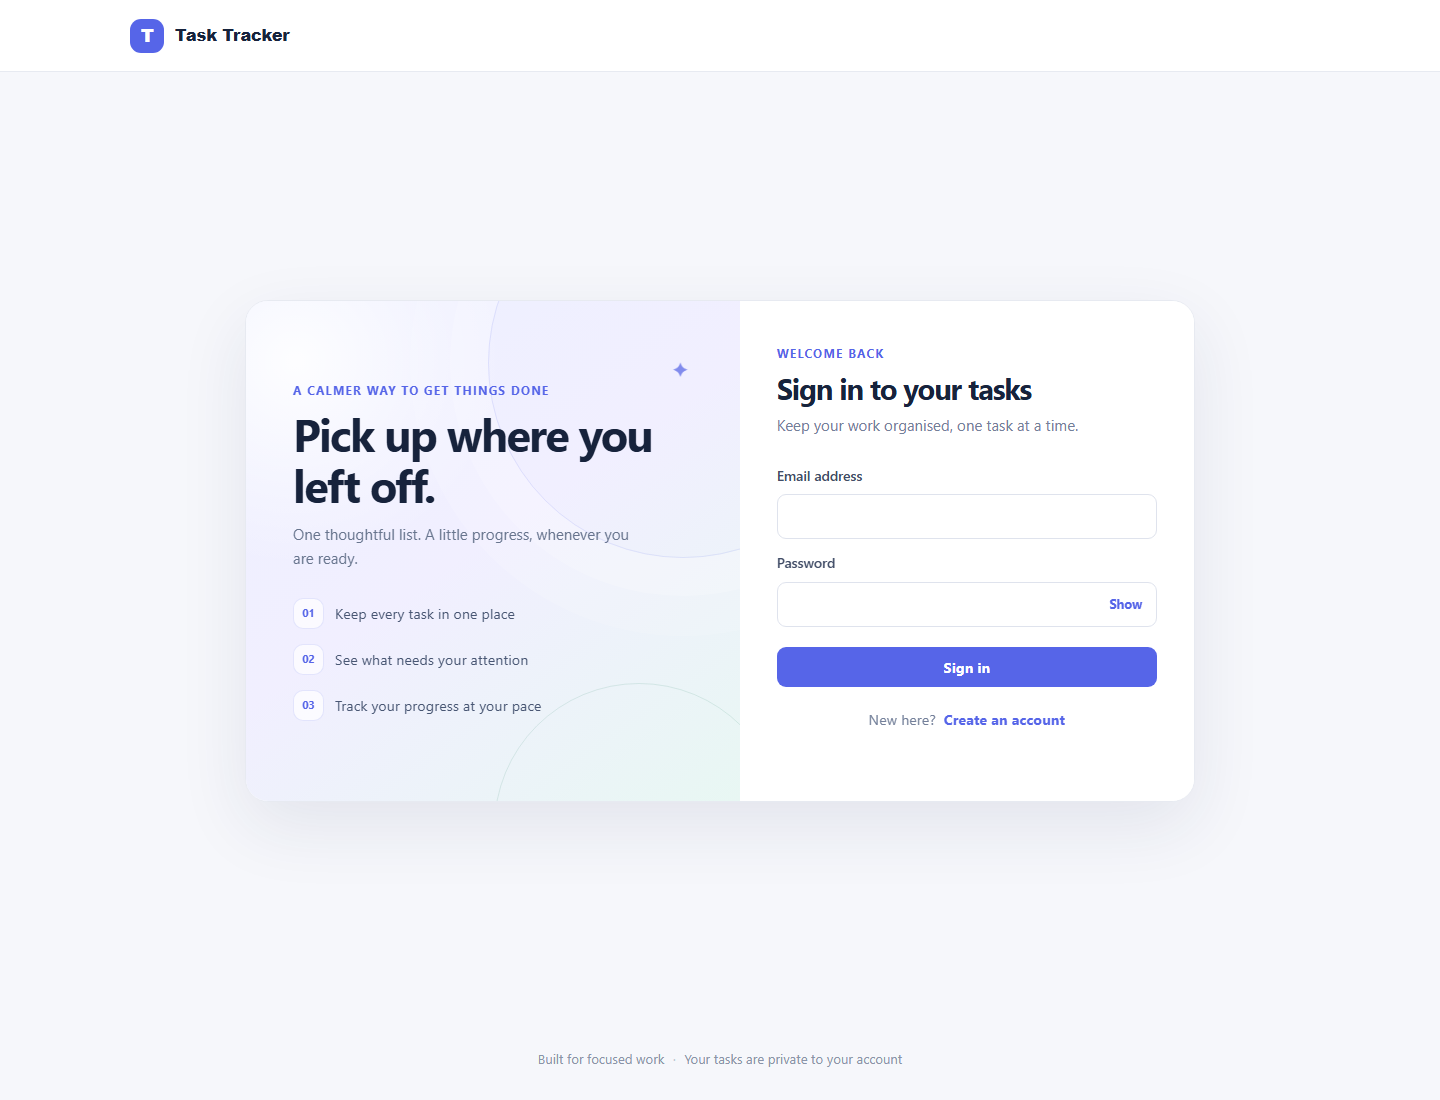 T Task Tracker
A CALMER WAY TO GET THINGS DONE
Pick up where you
left off.
One thoughtful list. A little progress, whenever you
are ready.
01 Keep every task in one place
02 See what needs your attention
03 Track your progress at your pace
WELCOME BACK
Sign in to your tasks
Keep your work organised, one task at a time.
Email address
Password
Show
Sign in
New here? Create an account
Built for focused work · Your tasks are private to your account